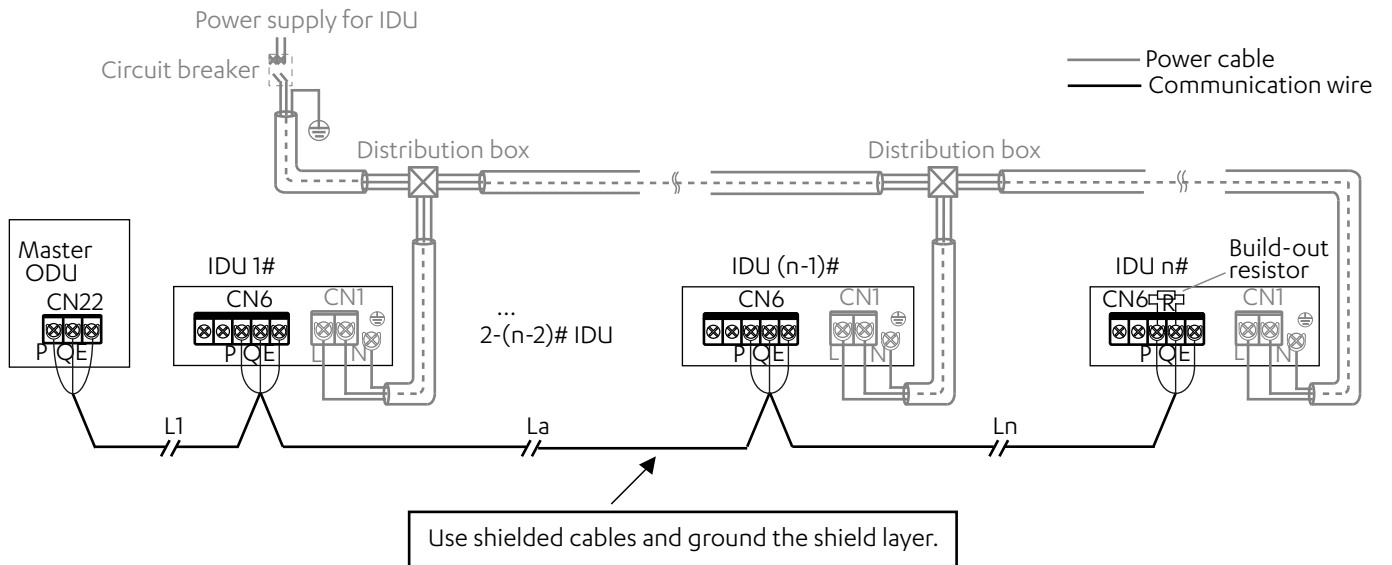 Power supply for IDU
Circuit breaker
Power cable
Communication wire
Distribution box
Distribution box
Master
ODU
CN22
P Q E
IDU 1#
CN6
CN1
P Q E
L N
...
2-(n-2)# IDU
IDU (n-1)#
CN6
CN1
P Q E
L N
IDU n#
Build-out
resistor
CN6
R
CN1
P Q E
L N
L1
La
Ln
Use shielded cables and ground the shield layer.